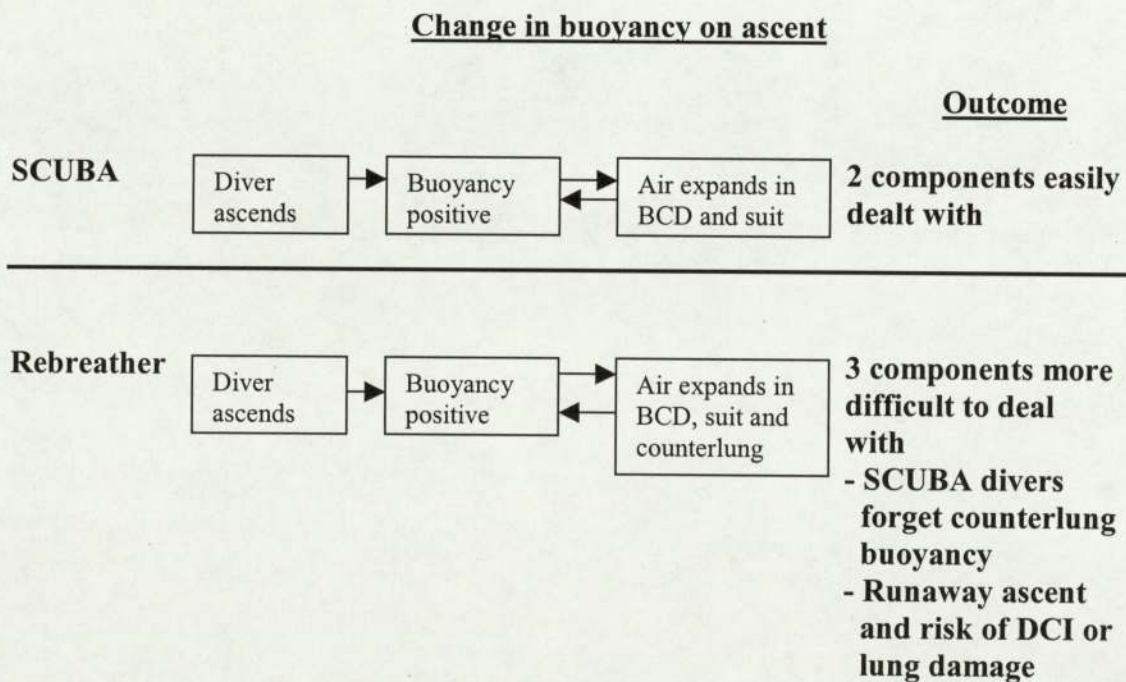 Change in buoyancy on ascent
Outcome
SCUBA
Diver
ascends
Buoyancy
positive
Air expands in
BCD and suit
2 components easily
dealt with
Rebreather
Diver
ascends
Buoyancy
positive
Air expands in
BCD, suit and
counterlung
3 components more
difficult to deal
with
- SCUBA divers
forget counterlung
buoyancy
- Runaway ascent
and risk of DCI or
lung damage